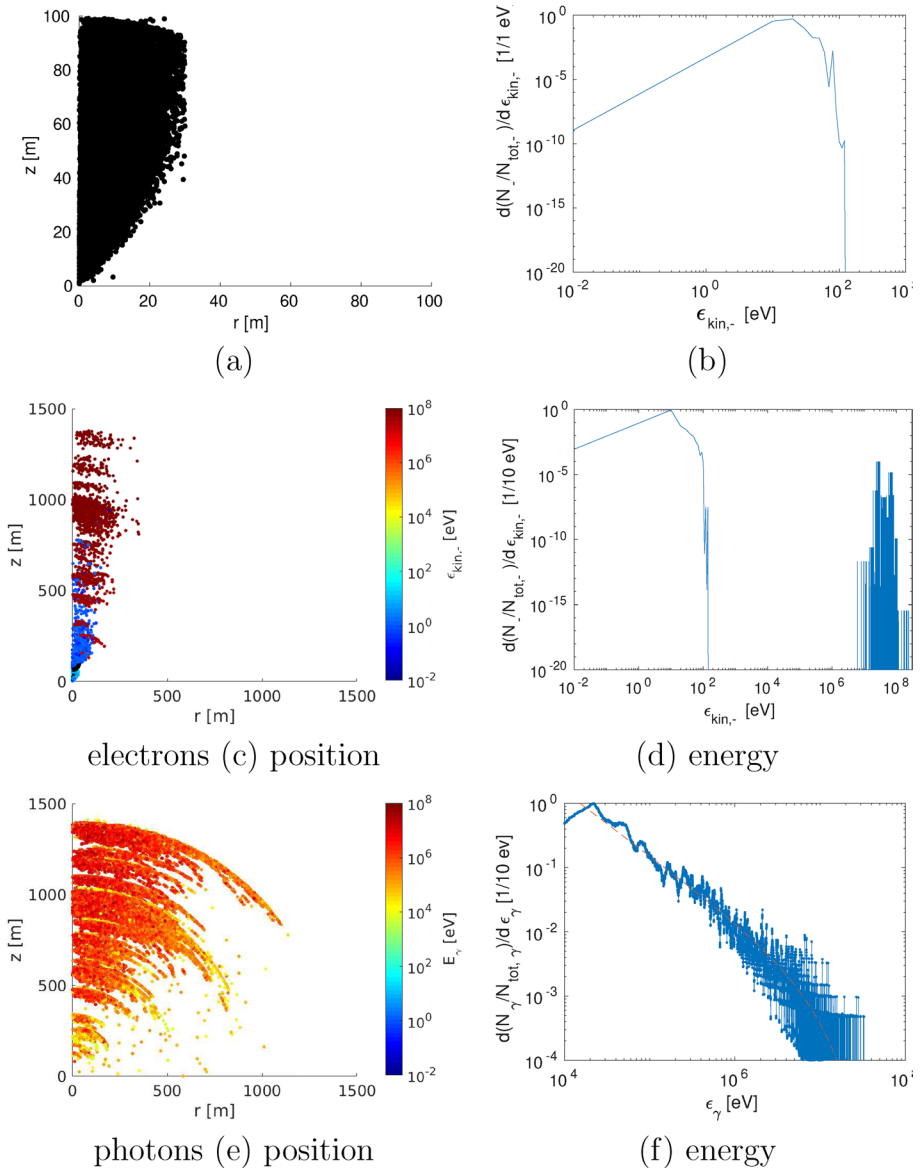 100
80
60
40
20
0
z [m]
0 20 40 60 80 100
r [m]
(a)
10^0
10^-5
10^-10
10^-15
10^-20
d(N_-/N_tot,-)/dϵ_kin,- [1/1 eV]
10^-2 10^0 10^2 10^3
ϵ_kin,- [eV]
(b)
1500
1000
500
0
z [m]
0 500 1000 1500
r [m]
10^8
10^6
10^4
10^2
10^0
10^-2
ϵ_kin,- [eV]
electrons (c) position
10^0
10^-5
10^-10
10^-15
10^-20
d(N_-/N_tot,-)/dϵ_kin,- [1/10 eV]
10^-2 10^0 10^2 10^4 10^6 10^8
ϵ_kin,- [eV]
(d) energy
1500
1000
500
0
z [m]
0 500 1000 1500
r [m]
10^8
10^6
10^4
10^2
10^0
10^-2
E_γ [eV]
photons (e) position
10^0
10^-1
10^-2
10^-3
10^-4
d(N_γ/N_tot, γ)/dϵ_γ [1/10 eV]
10^4 10^6 10^8
ϵ_γ [eV]
(f) energy